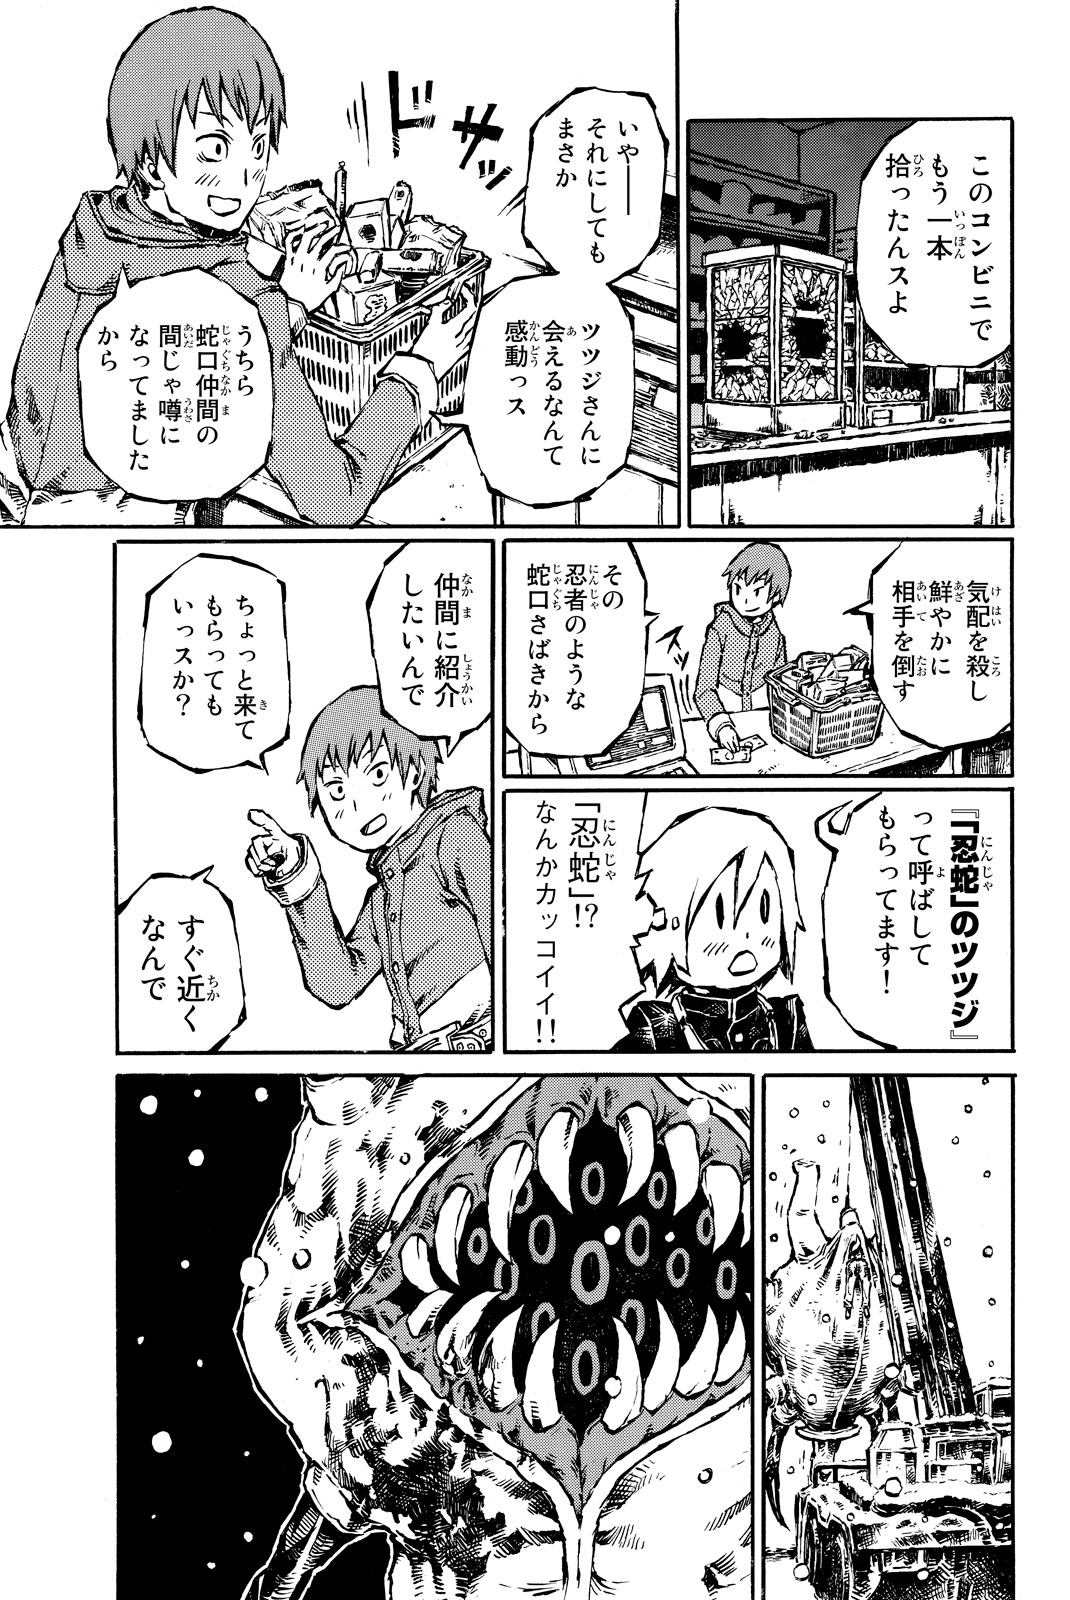 このコンビニで
もう一本
拾ったんスよ
ドサッ
いや――
それにしても
まさか
ツツジさんに
会えるなんて
感動っス
うちら
蛇口仲間の
間じゃ噂に
なってました
から
気配を殺し
鮮やかに
相手を倒す
その
忍者のような
蛇口さばきから
スッ
『「忍蛇」のツツジ』
って呼ばして
もらってます！
「忍蛇」!?
なんかカッコイイ!!
仲間に紹介
したいんで
ちょっと来て
もらっても
いっスか？
すぐ近く
なんで